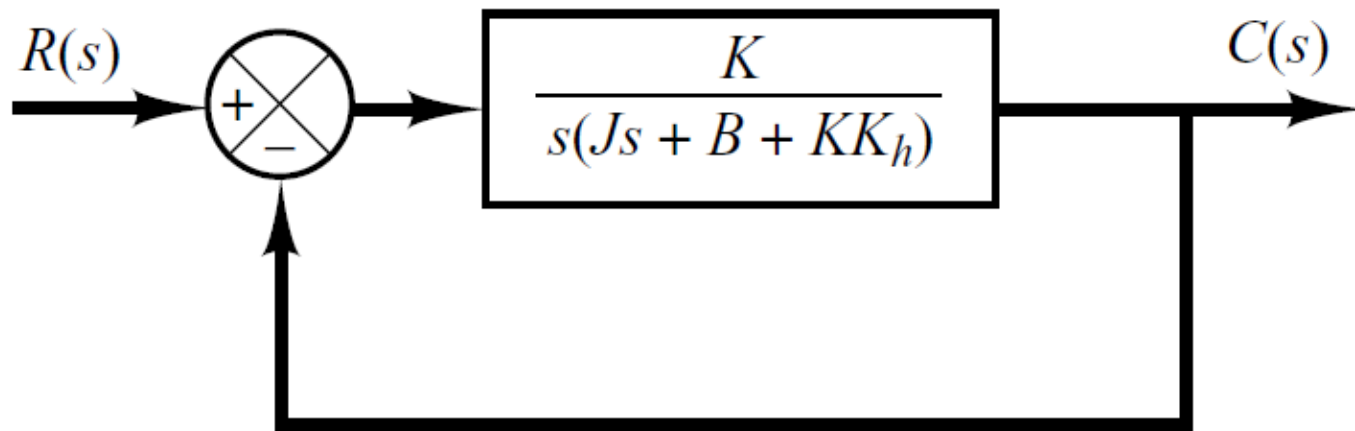 R(s)
+
−
K
s(Js + B + KK_h)
C(s)